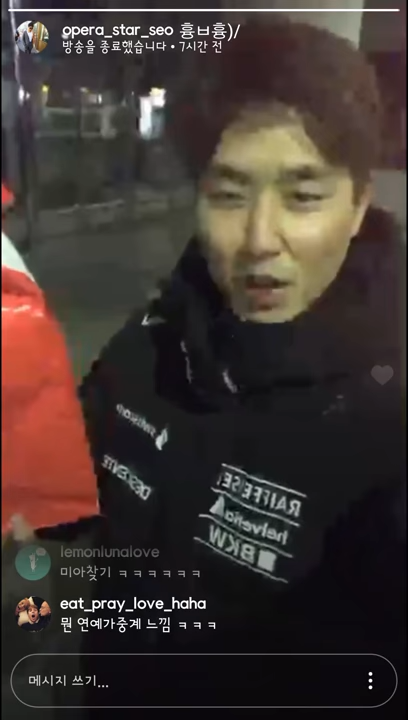 opera_star_seo 흉ㅂ흉)/
방송을 종료했습니다 • 7시간 전
swisscom
DESCENTE
RAIFFEISEN
helvetia
BKW
lemonlunalove
미아찾기 ㅋㅋㅋㅋㅋㅋ
eat_pray_love_haha
뭔 연예가중계 느낌 ㅋㅋㅋ
메시지 쓰기...